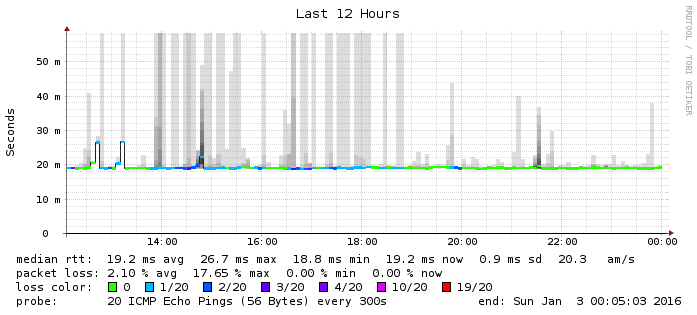 Last 12 Hours
RRDTOOL / TOBI OETIKER
Seconds
50 m
40 m
30 m
20 m
10 m
0
14:00 16:00 18:00 20:00 22:00 00:00
median rtt: 19.2 ms avg 26.7 ms max 18.8 ms min 19.2 ms now 0.9 ms sd 20.3 am/s
packet loss: 2.10 % avg 17.65 % max 0.00 % min 0.00 % now
loss color: 0 1/20 2/20 3/20 4/20 10/20 19/20
probe: 20 ICMP Echo Pings (56 Bytes) every 300s end: Sun Jan 3 00:05:03 2016